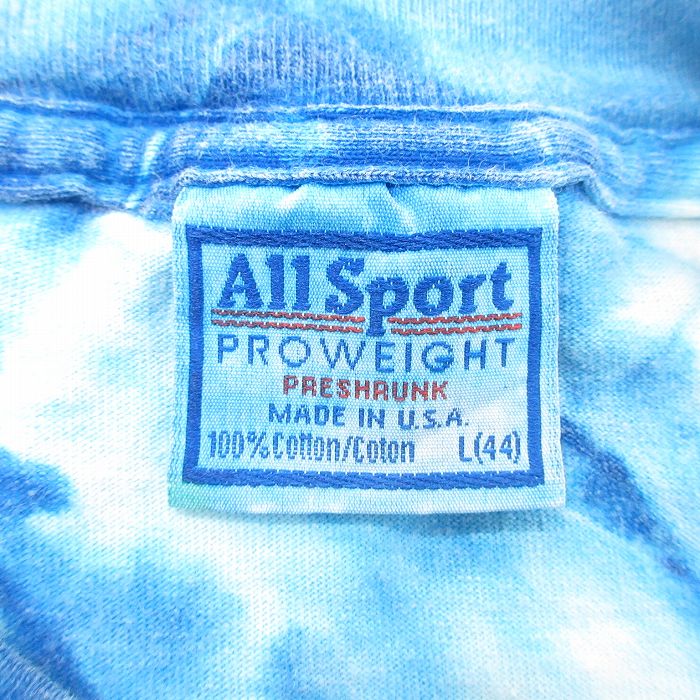 All Sport
PROWEIGHT
PRESHRUNK
MADE IN U.S.A.
100% Cotton/Coton L(44)